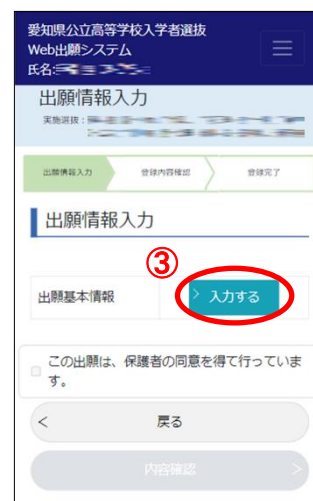 愛知県公立高等学校入学者選抜
Web出願システム
氏名:
出願情報入力
実施選抜:
出願情報入力
登録内容確認
登録完了
出願情報入力
③
出願基本情報
> 入力する
この出願は、保護者の同意を得て行っていま
す。
< 戻る
内容確認 >